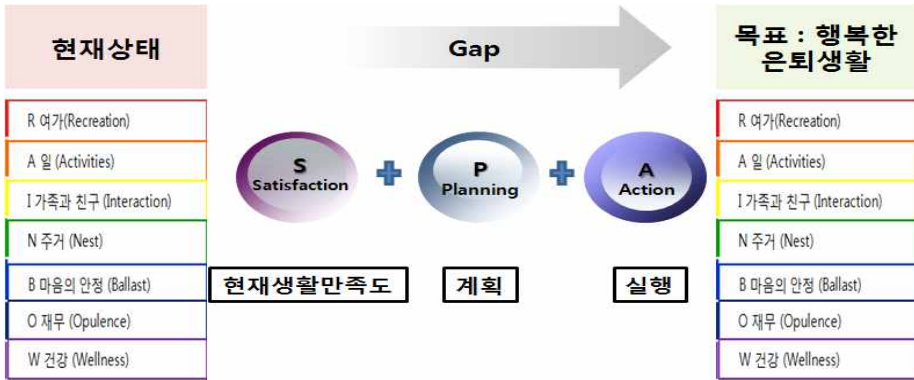 현재상태
R 여가(Recreation)
A 일 (Activities)
I 가족과 친구 (Interaction)
N 주거 (Nest)
B 마음의 안정 (Ballast)
O 재무 (Opulence)
W 건강 (Wellness)
Gap
S
Satisfaction
P
Planning
A
Action
현재생활만족도
계획
실행
목표 : 행복한
은퇴생활
R 여가(Recreation)
A 일 (Activities)
I 가족과 친구 (Interaction)
N 주거 (Nest)
B 마음의 안정 (Ballast)
O 재무 (Opulence)
W 건강 (Wellness)